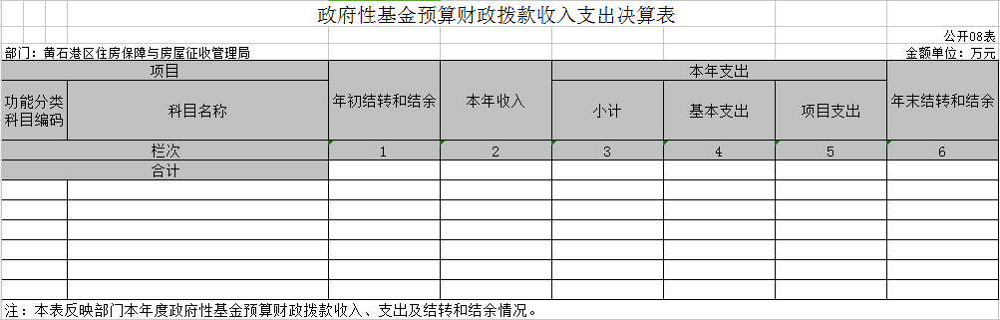 政府性基金预算财政拨款收入支出决算表
公开08表
部门：黄石港区住房保障与房屋征收管理局 金额单位：万元
项目 年初结转和结余 本年收入 本年支出 年末结转和结余
功能分类科目编码 科目名称 小计 基本支出 项目支出
栏次 1 2 3 4 5 6
合计
注：本表反映部门本年度政府性基金预算财政拨款收入、支出及结转和结余情况。